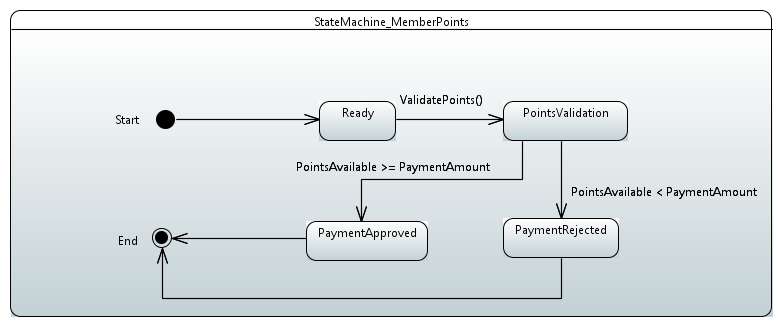 StateMachine_MemberPoints
Start
Ready
ValidatePoints()
PointsValidation
PointsAvailable >= PaymentAmount
PointsAvailable < PaymentAmount
End
PaymentApproved
PaymentRejected